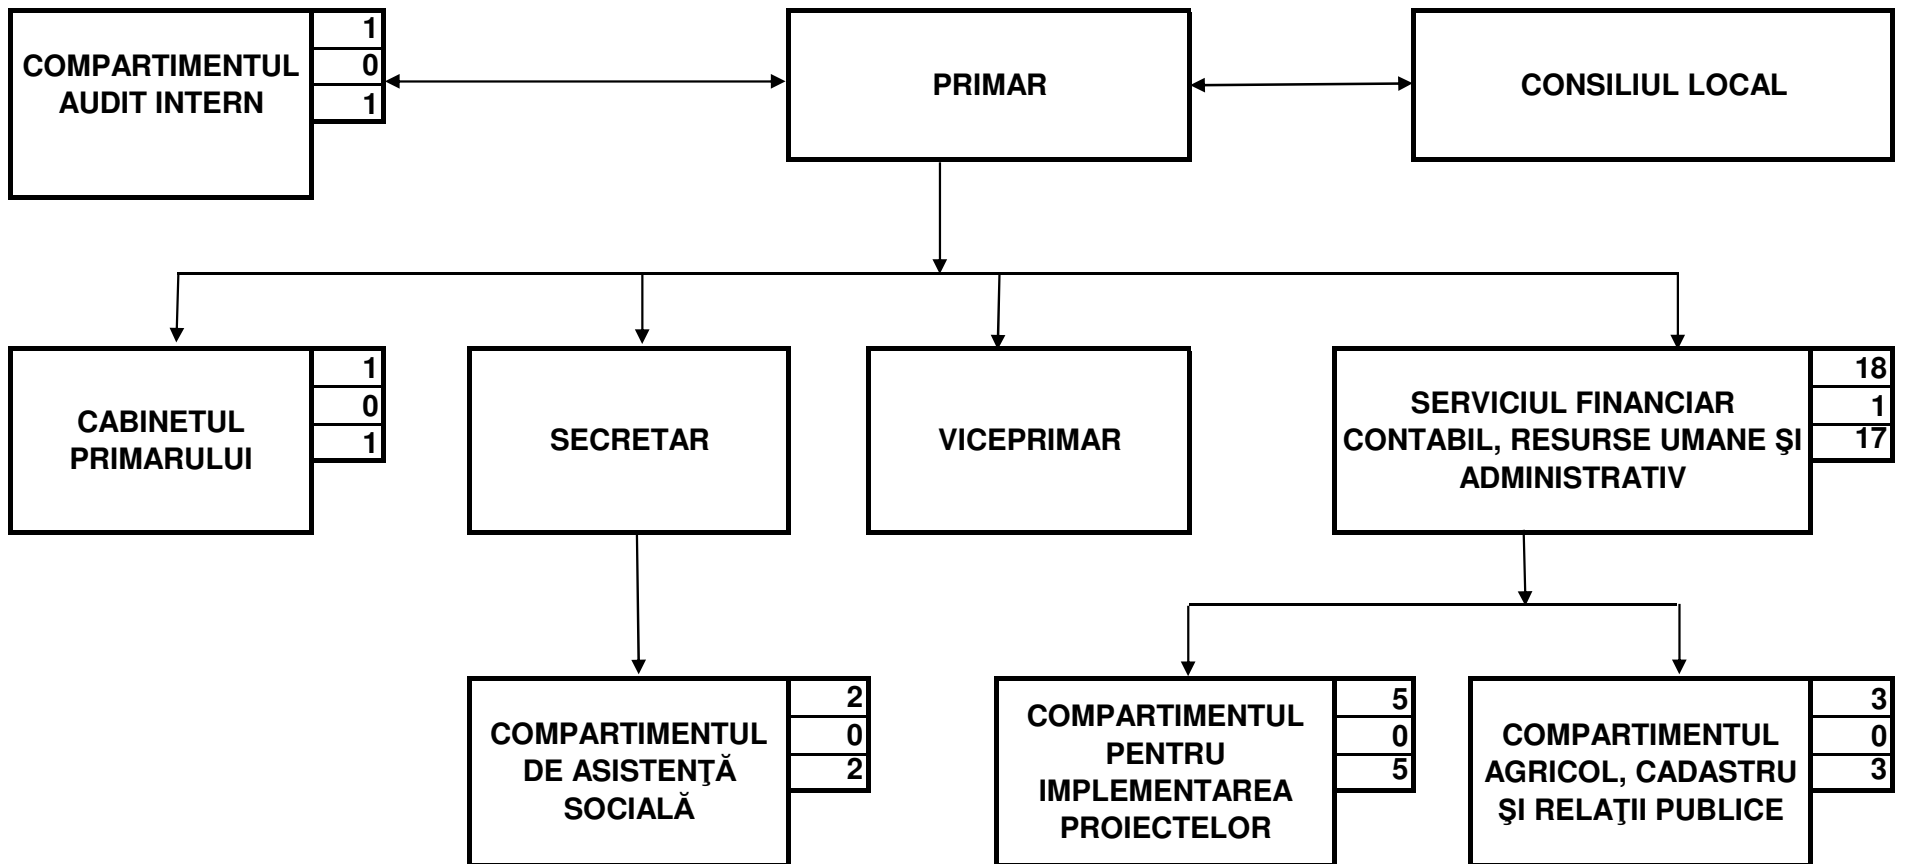 COMPARTIMENTUL
AUDIT INTERN
1
0
1
PRIMAR
CONSILIUL LOCAL
CABINETUL
PRIMARULUI
1
0
1
SECRETAR
VICEPRIMAR
SERVICIUL FINANCIAR
CONTABIL, RESURSE UMANE ŞI
ADMINISTRATIV
18
1
17
COMPARTIMENTUL
DE ASISTENŢĂ
SOCIALĂ
2
0
2
COMPARTIMENTUL
PENTRU
IMPLEMENTAREA
PROIECTELOR
5
0
5
COMPARTIMENTUL
AGRICOL, CADASTRU
ŞI RELAŢII PUBLICE
3
0
3